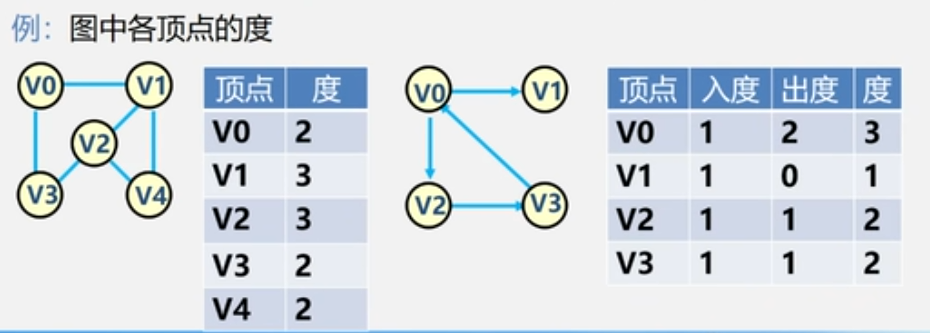 例：图中各顶点的度
V0 V1
V2
V3 V4
顶点 度
V0 2
V1 3
V2 3
V3 2
V4 2
V0 V1
V2 V3
顶点 入度 出度 度
V0 1 2 3
V1 1 0 1
V2 1 1 2
V3 1 1 2